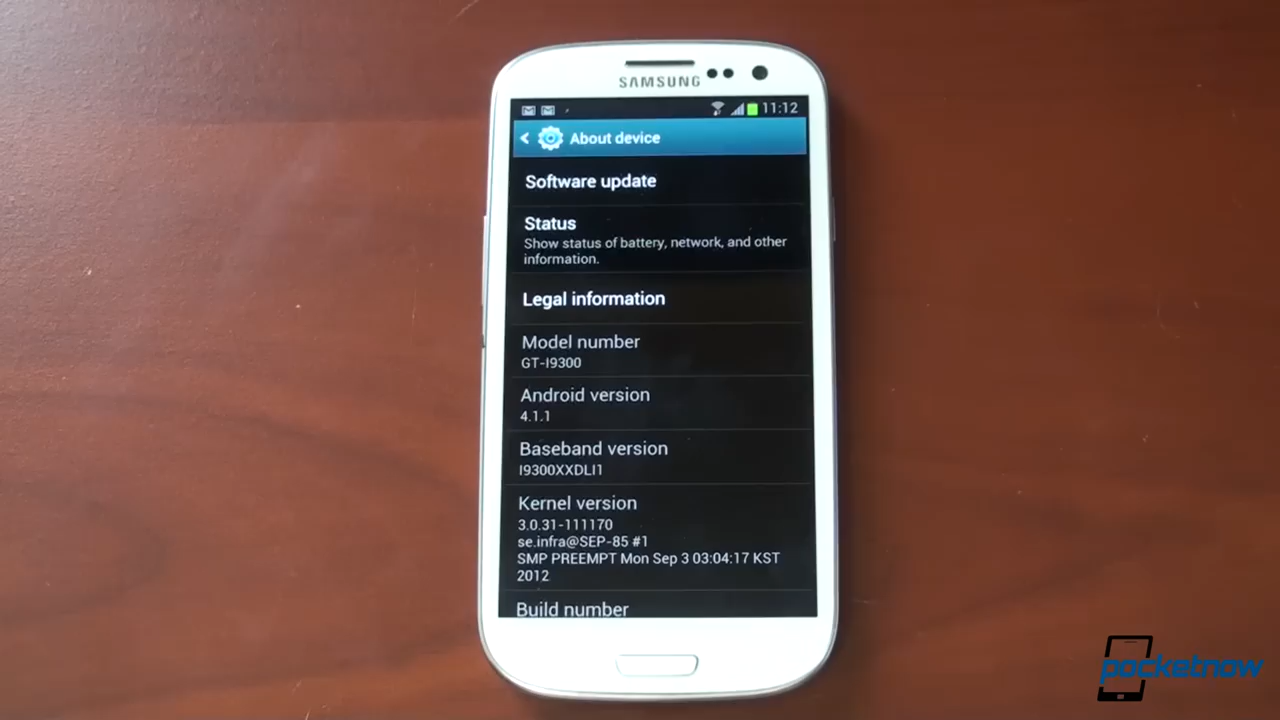 SAMSUNG
11:12
About device
Software update
Status
Show status of battery, network, and other
information.
Legal information
Model number
GT-I9300
Android version
4.1.1
Baseband version
I9300XXDLI1
Kernel version
3.0.31-111170
se.infra@SEP-85 #1
SMP PREEMPT Mon Sep 3 03:04:17 KST
2012
Build number
pocketnow